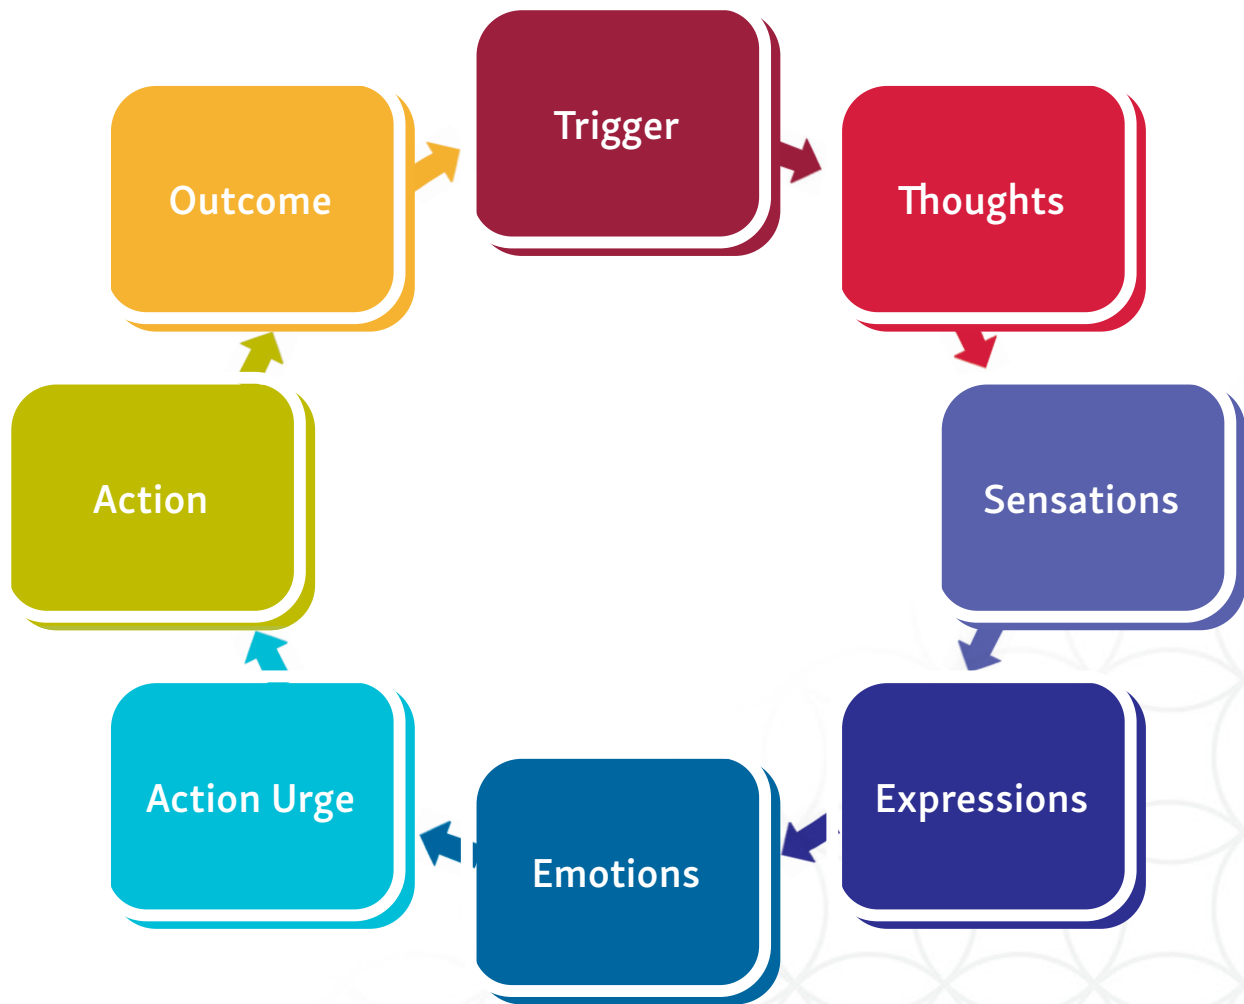 Trigger
Thoughts
Sensations
Expressions
Emotions
Action Urge
Action
Outcome